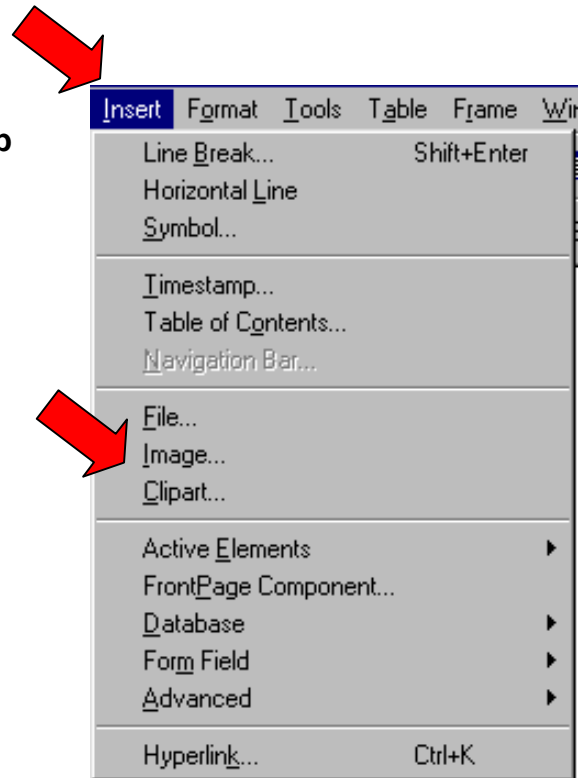 Insert Format Tools Table Frame
p
Line Break... Shift+Enter
Horizontal Line
Symbol...
Timestamp...
Table of Contents...
Navigation Bar...
File...
Image...
Clipart...
Active Elements
FrontPage Component...
Database
Form Field
Advanced
Hyperlink... Ctrl+K